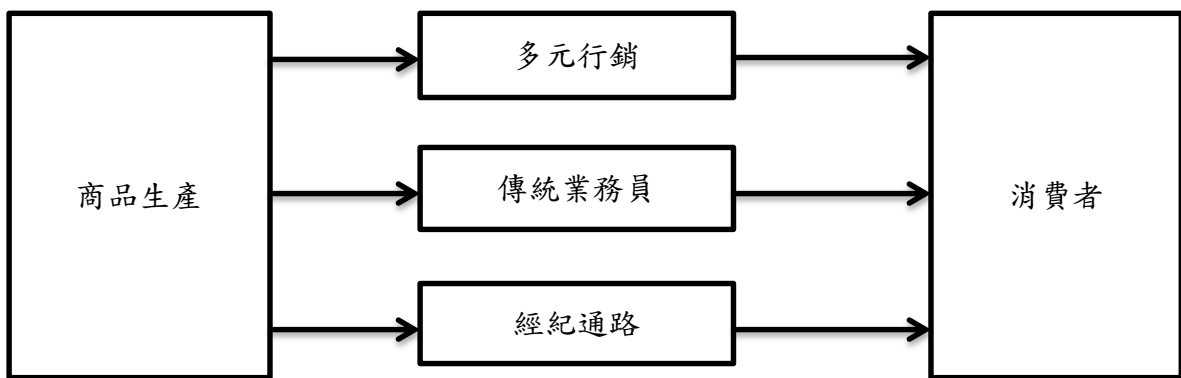 多元行銷
商品生產
傳統業務員
消費者
經紀通路